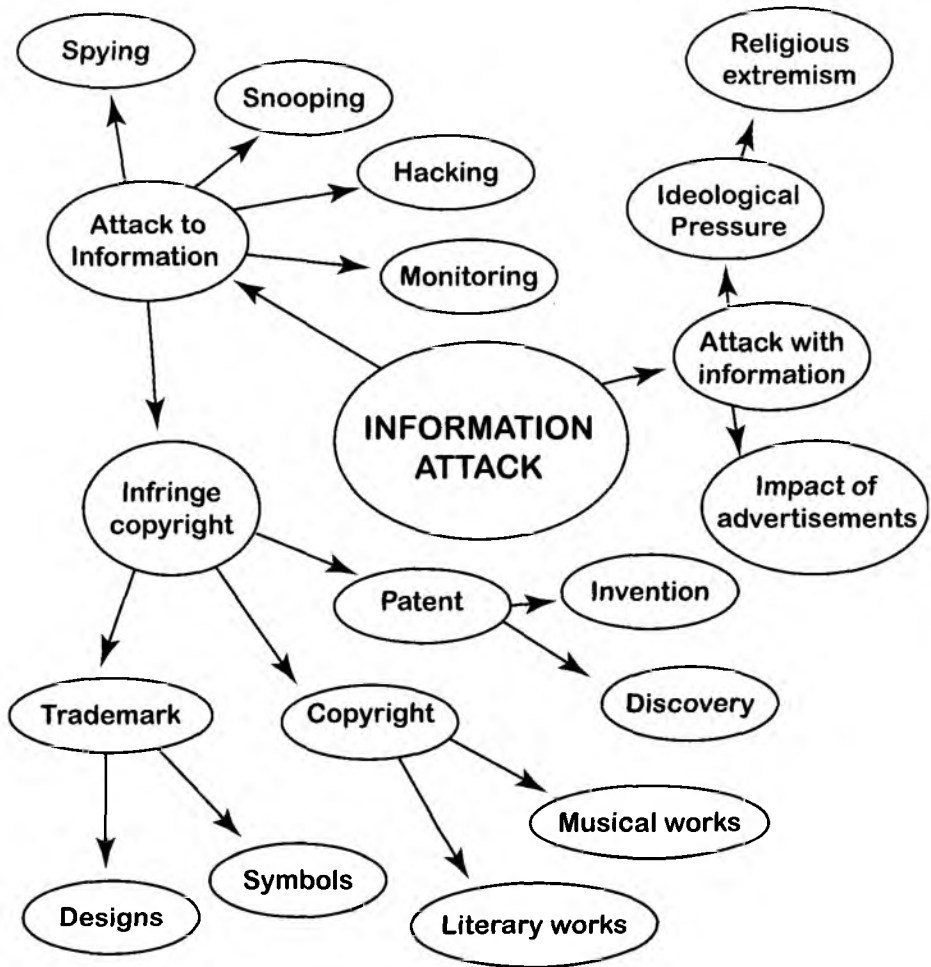 Spying
Snooping
Hacking
Monitoring
Attack to
Information
Religious
extremism
Ideological
Pressure
Attack with
information
Impact of
advertisements
INFORMATION
ATTACK
Infringe
copyright
Patent
Invention
Discovery
Trademark
Copyright
Musical works
Symbols
Designs
Literary works